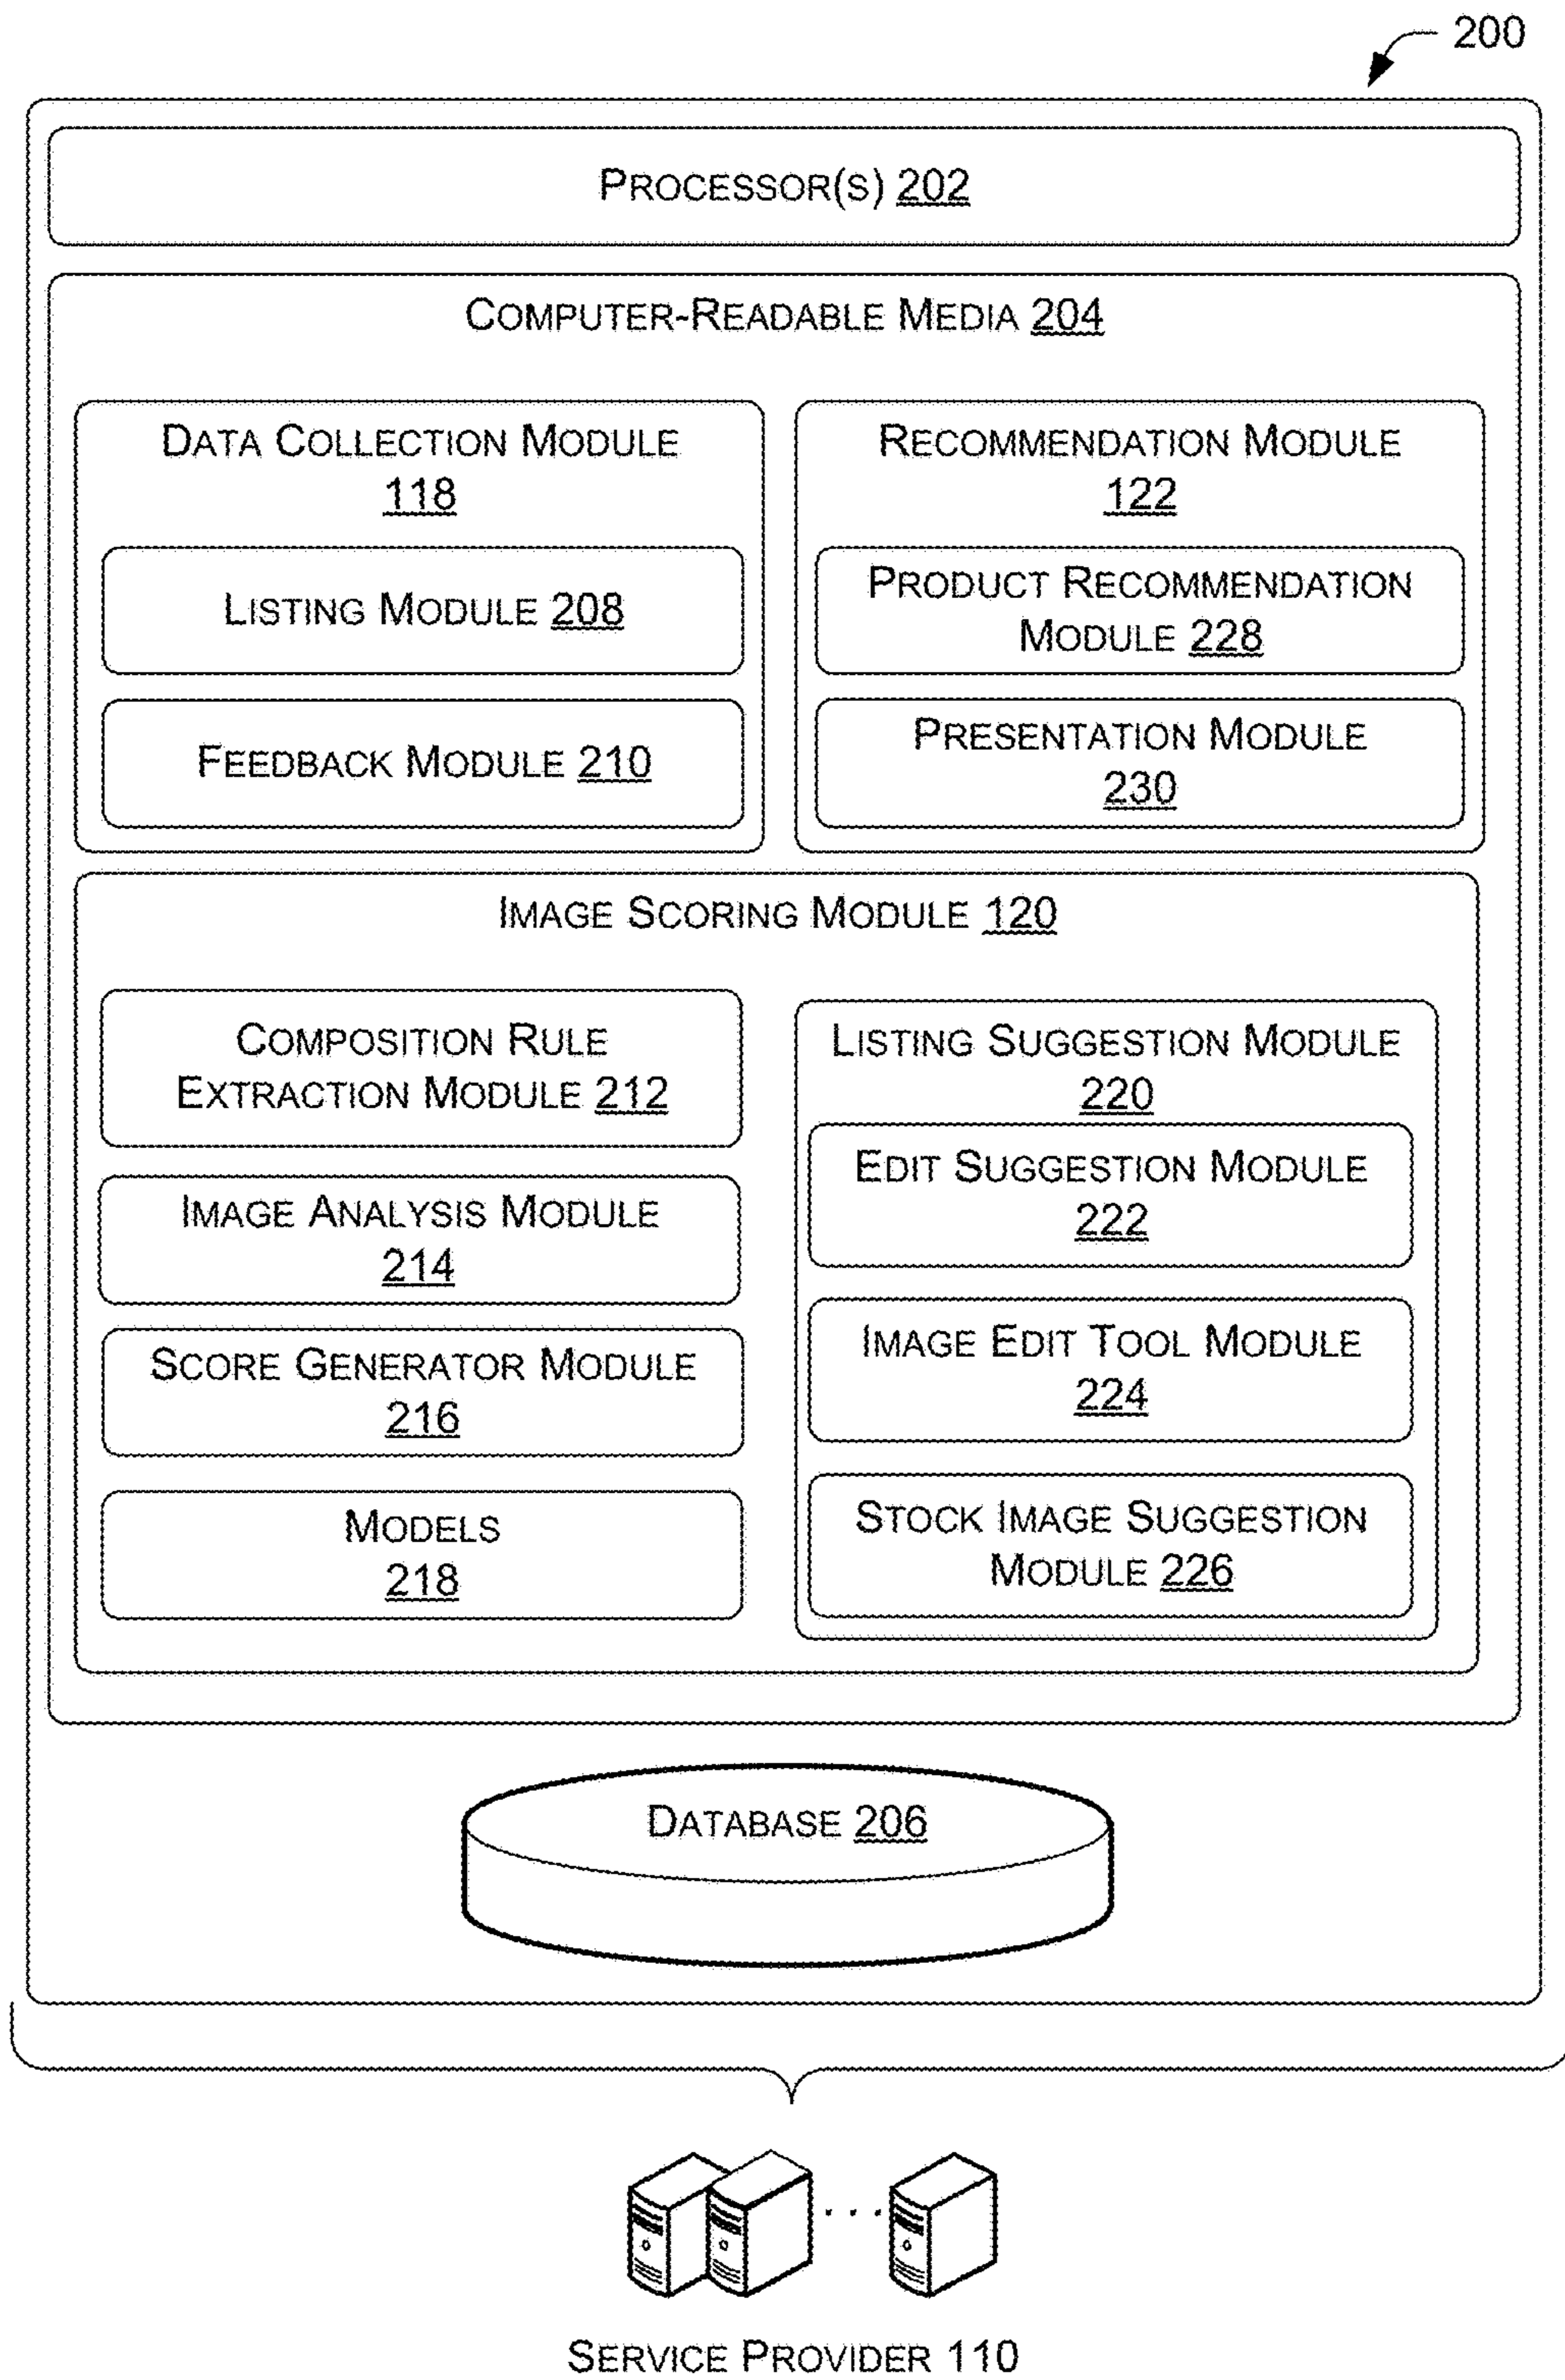 200
PROCESSOR(S) 202
COMPUTER-READABLE MEDIA 204
DATA COLLECTION MODULE
118
LISTING MODULE 208
FEEDBACK MODULE 210
RECOMMENDATION MODULE
122
PRODUCT RECOMMENDATION
MODULE 228
PRESENTATION MODULE
230
IMAGE SCORING MODULE 120
COMPOSITION RULE
EXTRACTION MODULE 212
IMAGE ANALYSIS MODULE
214
SCORE GENERATOR MODULE
216
MODELS
218
LISTING SUGGESTION MODULE
220
EDIT SUGGESTION MODULE
222
IMAGE EDIT TOOL MODULE
224
STOCK IMAGE SUGGESTION
MODULE 226
DATABASE 206
SERVICE PROVIDER 110